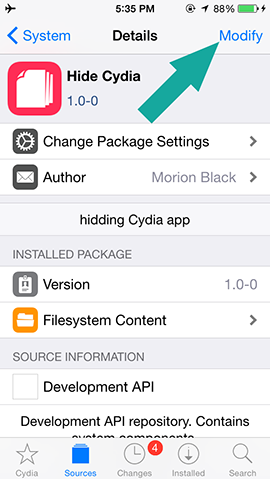 5:35 PM
88%
System
Details
Modify
Hide Cydia
1.0-0
Change Package Settings
Author
Morion Black
hidding Cydia app
INSTALLED PACKAGE
Version
1.0-0
Filesystem Content
SOURCE INFORMATION
Development API
Development API repository. Contains
system components
4
Cydia
Sources
Changes
Installed
Search